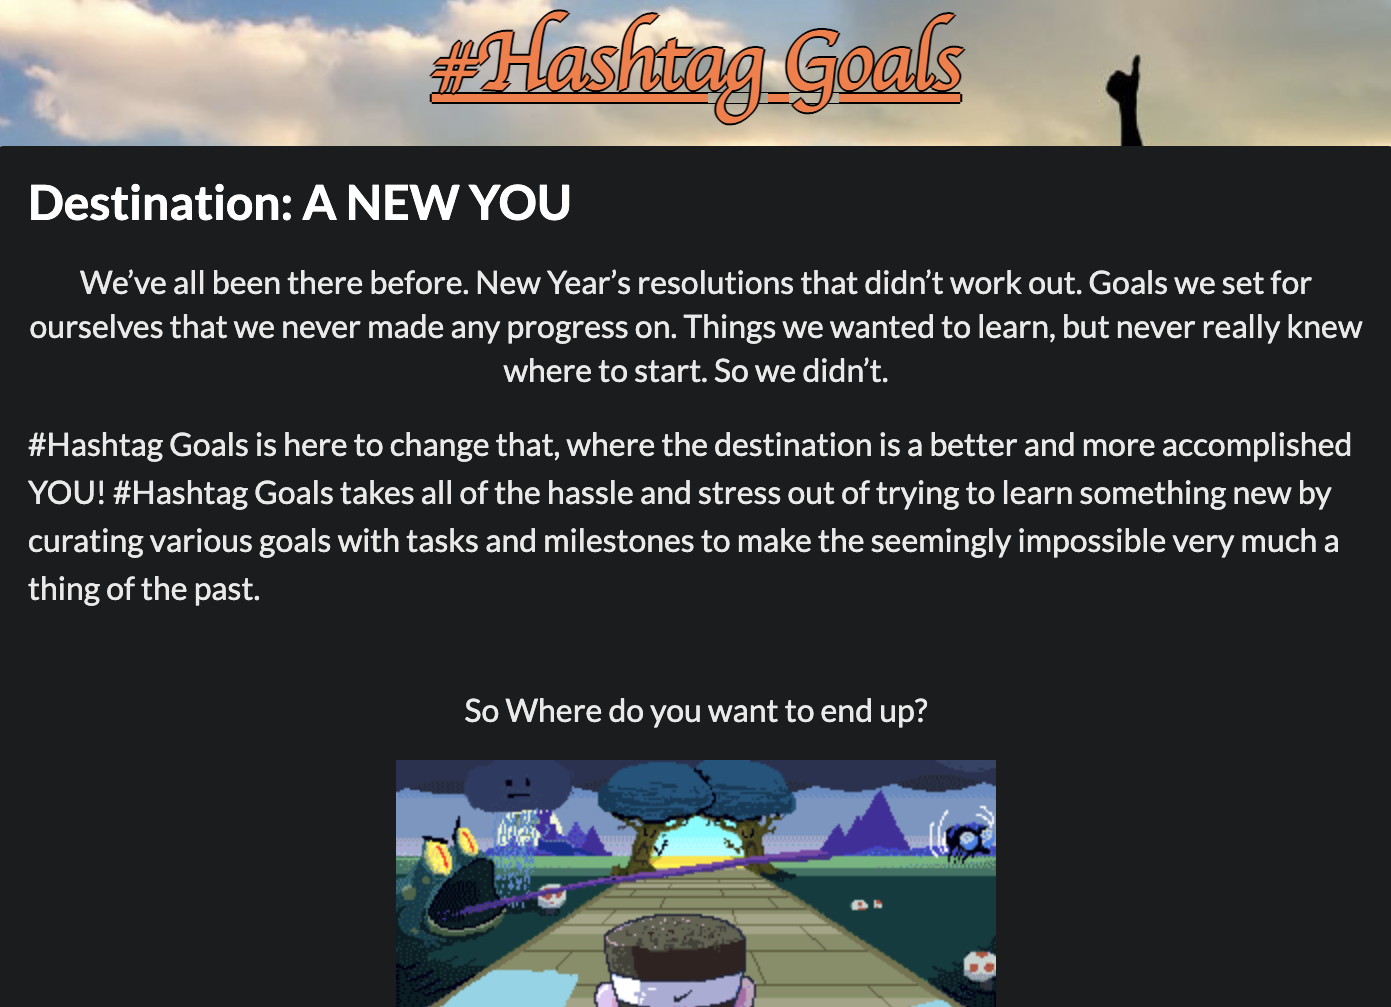 #Hashtag Goals
Destination: A NEW YOU
We’ve all been there before. New Year’s resolutions that didn’t work out. Goals we set for
ourselves that we never made any progress on. Things we wanted to learn, but never really knew
where to start. So we didn’t.
#Hashtag Goals is here to change that, where the destination is a better and more accomplished
YOU! #Hashtag Goals takes all of the hassle and stress out of trying to learn something new by
curating various goals with tasks and milestones to make the seemingly impossible very much a
thing of the past.
So Where do you want to end up?